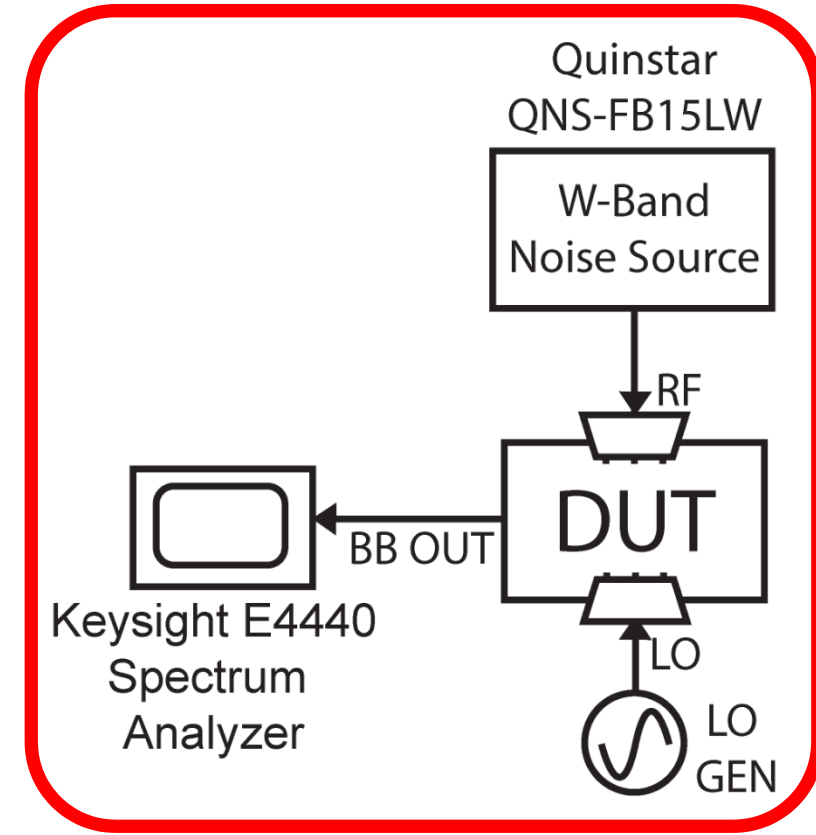 Quinstar
QNS-FB15LW
W-Band
Noise Source
RF
DUT
BB OUT
Keysight E4440
Spectrum
Analyzer
LO
LO
GEN